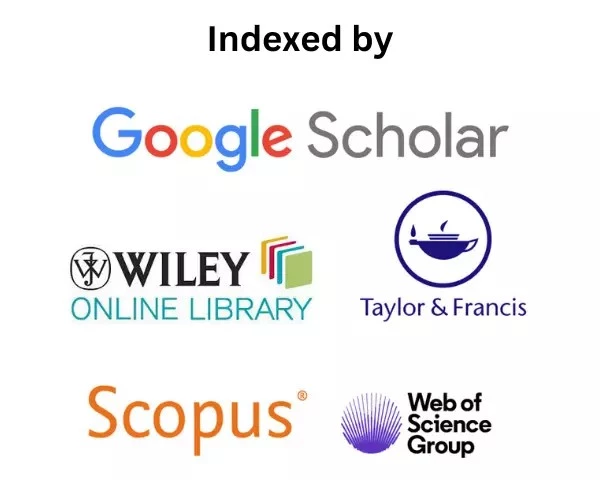 Indexed by
Google Scholar
WILEY
ONLINE LIBRARY
Taylor & Francis
Scopus®
Web of
Science
Group